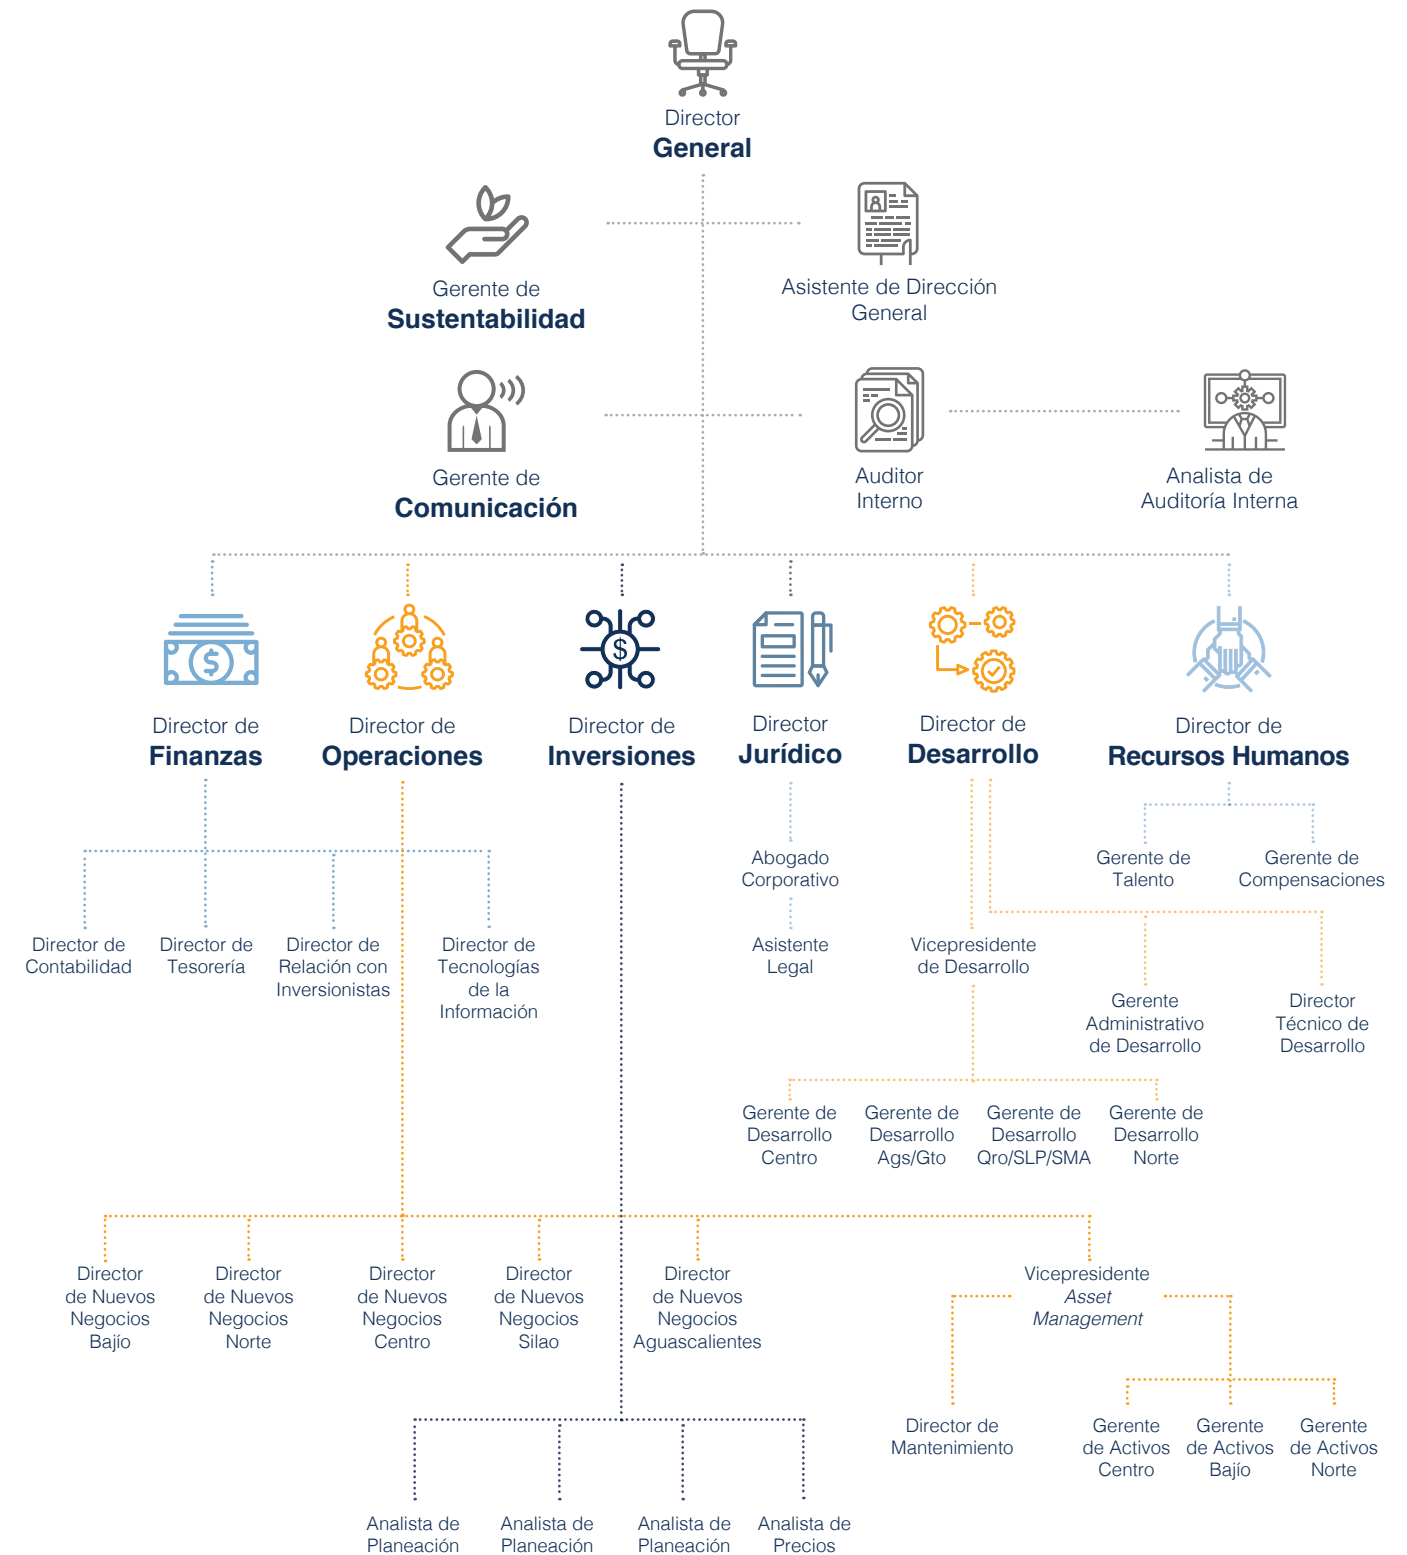 Director
General
Gerente de
Sustentabilidad
Asistente de Dirección
General
Gerente de
Comunicación
Auditor
Interno
Analista de
Auditoría Interna
$
$
Director de
Finanzas
Director de
Operaciones
Director de
Inversiones
Director
Jurídico
Director de
Desarrollo
Director de
Recursos Humanos
Abogado
Corporativo
Gerente de
Talento
Gerente de
Compensaciones
Director de
Contabilidad
Director de
Tesorería
Director de
Relación con
Inversionistas
Director de
Tecnologías
de la
Información
Asistente
Legal
Vicepresidente
de Desarrollo
Gerente
Administrativo
de Desarrollo
Director
Técnico de
Desarrollo
Gerente de
Desarrollo
Centro
Gerente de
Desarrollo
Ags/Gto
Gerente de
Desarrollo
Qro/SLP/SMA
Gerente de
Desarrollo
Norte
Director
de Nuevos
Negocios
Bajío
Director
de Nuevos
Negocios
Norte
Director
de Nuevos
Negocios
Centro
Director
de Nuevos
Negocios
Silao
Director
de Nuevos
Negocios
Aguascalientes
Vicepresidente
Asset
Management
Director de
Mantenimiento
Gerente
de Activos
Centro
Gerente
de Activos
Bajío
Gerente
de Activos
Norte
Analista de
Planeación
Analista de
Planeación
Analista de
Planeación
Analista de
Precios